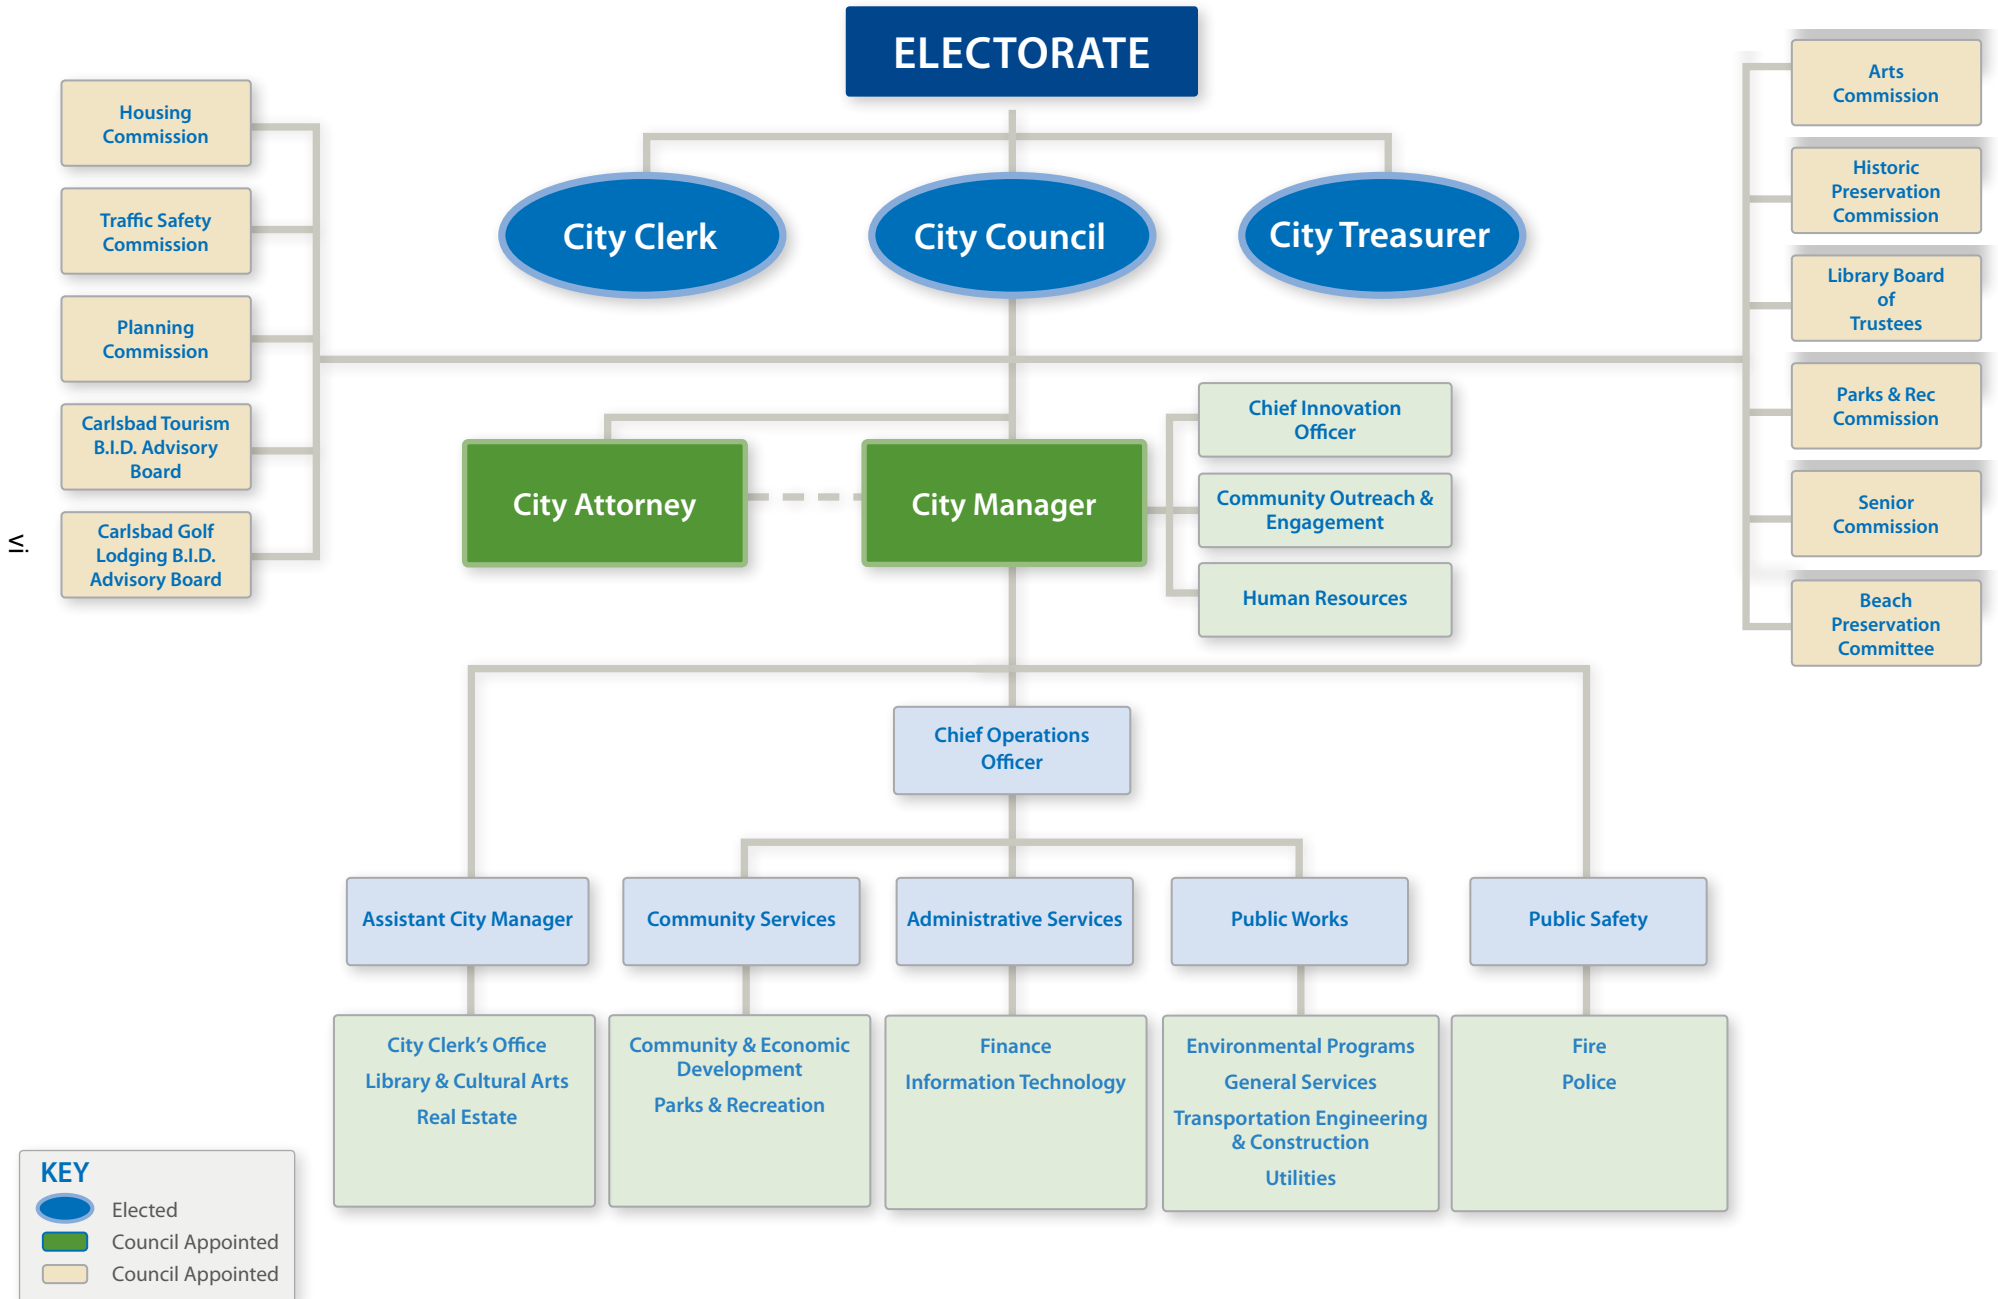 ELECTORATE
Housing
Commission
Traffic Safety
Commission
Planning
Commission
Carlsbad Tourism
B.I.D. Advisory
Board
Carlsbad Golf
Lodging B.I.D.
Advisory Board
City Clerk
City Council
City Treasurer
Arts
Commission
Historic
Preservation
Commission
Library Board
of
Trustees
Parks & Rec
Commission
Senior
Commission
Beach
Preservation
Committee
City Attorney
City Manager
Chief Innovation
Officer
Community Outreach &
Engagement
Human Resources
vi
Chief Operations
Officer
Assistant City Manager
Community Services
Administrative Services
Public Works
Public Safety
City Clerk’s Office
Library & Cultural Arts
Real Estate
Community & Economic
Development
Parks & Recreation
Finance
Information Technology
Environmental Programs
General Services
Transportation Engineering
& Construction
Utilities
Fire
Police
KEY
Elected
Council Appointed
Council Appointed